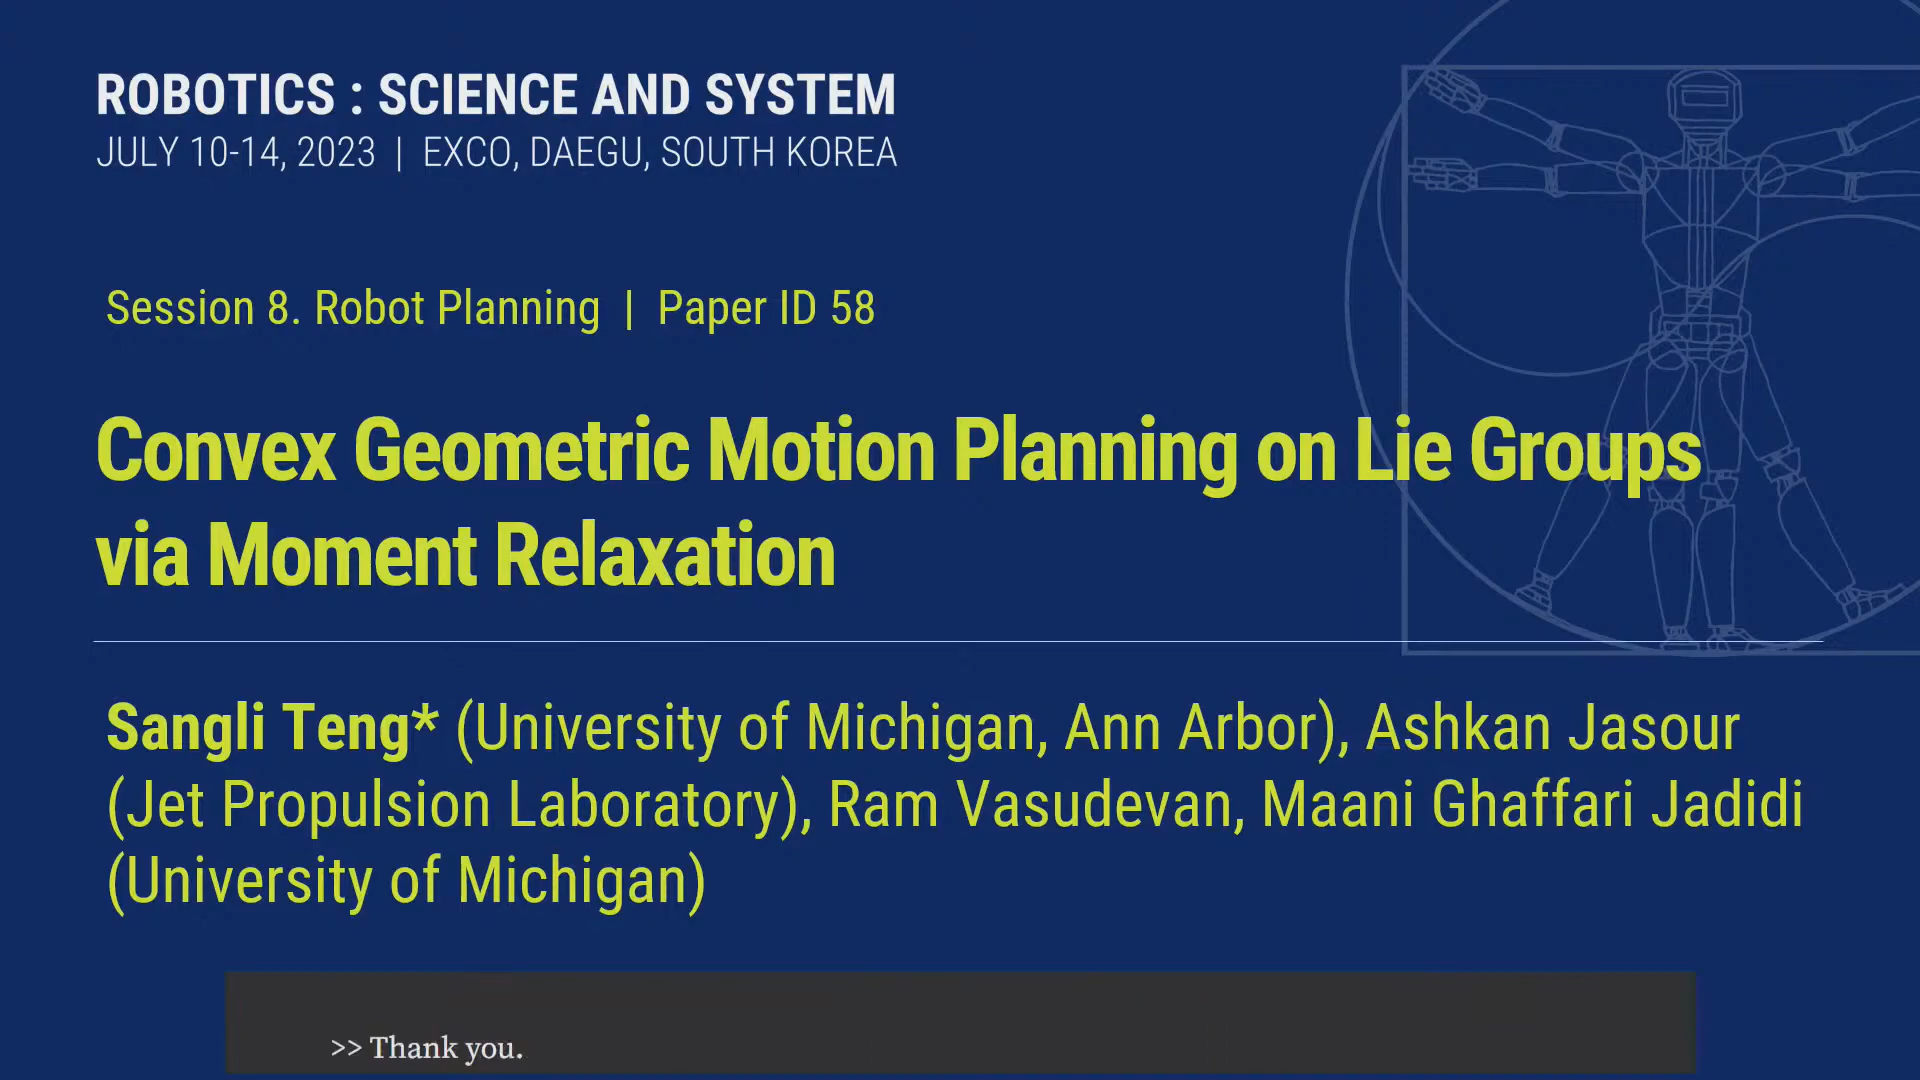 ROBOTICS : SCIENCE AND SYSTEM
JULY 10-14, 2023 | EXCO, DAEGU, SOUTH KOREA
Session 8. Robot Planning | Paper ID 58
Convex Geometric Motion Planning on Lie Groups
via Moment Relaxation
Sangli Teng* (University of Michigan, Ann Arbor), Ashkan Jasour
(Jet Propulsion Laboratory), Ram Vasudevan, Maani Ghaffari Jadidi
(University of Michigan)
>> Thank you.